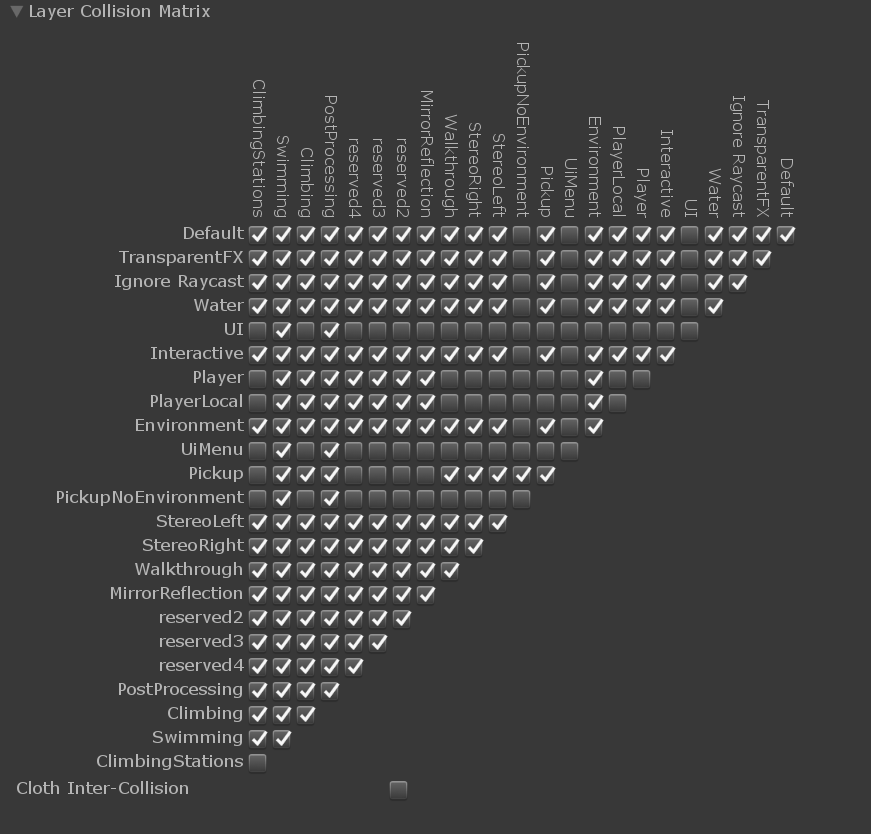 Layer Collision Matrix
ClimbingStations
Swimming
Climbing
PostProcessing
reserved4
reserved3
reserved2
MirrorReflection
Walkthrough
StereoRight
StereoLeft
PickupNoEnvironment
Pickup
UiMenu
Environment
PlayerLocal
Player
Interactive
UI
Water
Ignore Raycast
TransparentFX
Default
Default
TransparentFX
Ignore Raycast
Water
UI
Interactive
Player
PlayerLocal
Environment
UiMenu
Pickup
PickupNoEnvironment
StereoLeft
StereoRight
Walkthrough
MirrorReflection
reserved2
reserved3
reserved4
PostProcessing
Climbing
Swimming
ClimbingStations
Cloth Inter-Collision